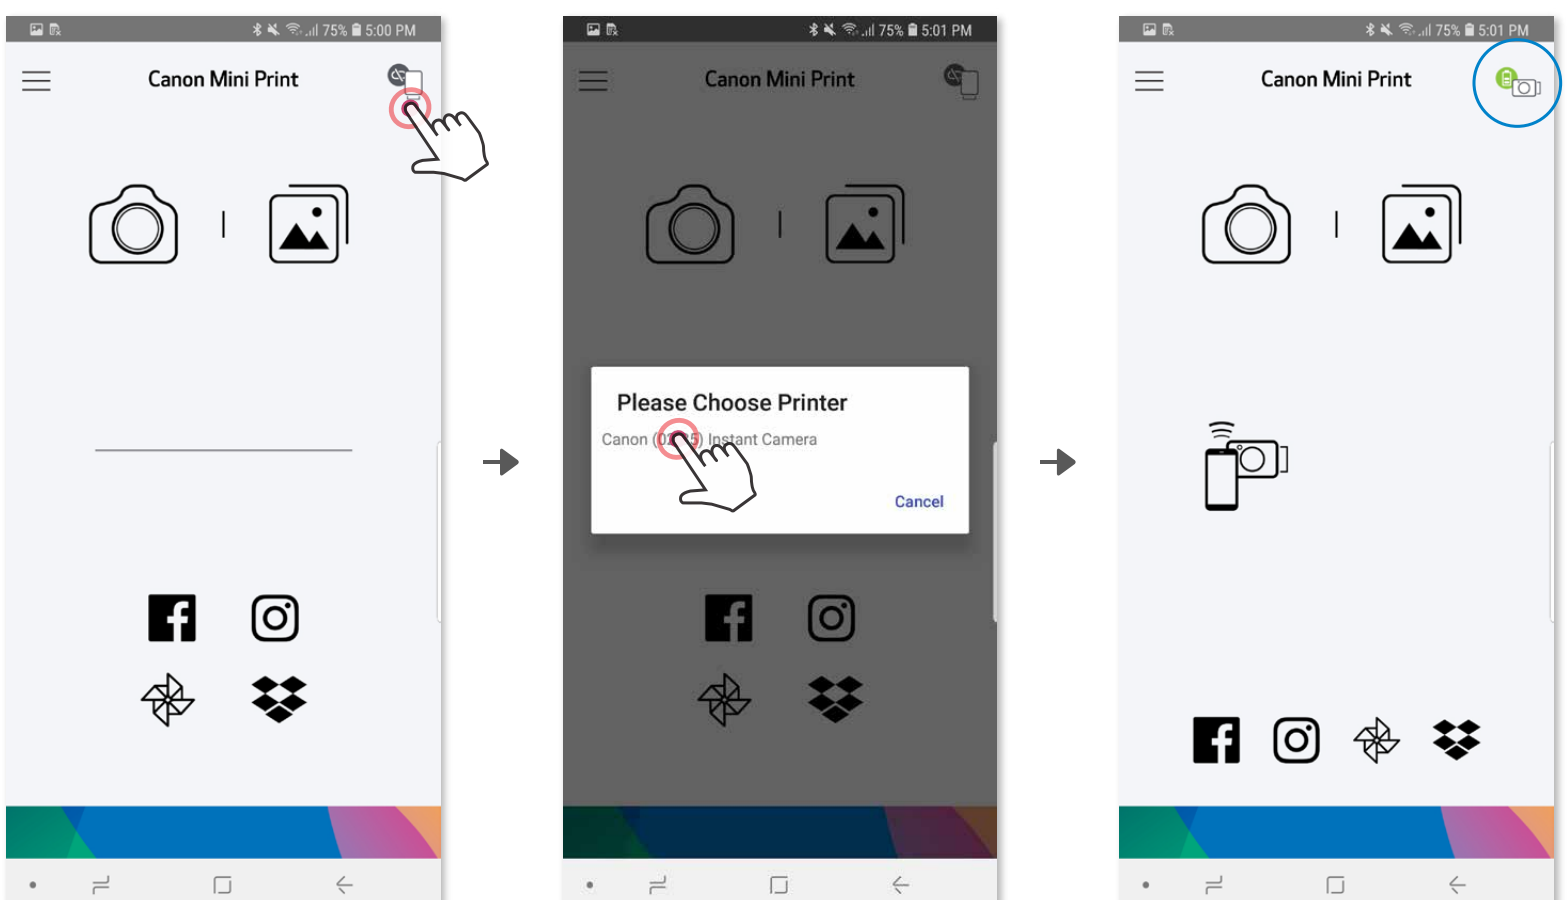 75% 5:00 PM
Canon Mini Print
75% 5:01 PM
Canon Mini Print
Please Choose Printer
Canon ( ) Instant Camera
Cancel
75% 5:01 PM
Canon Mini Print